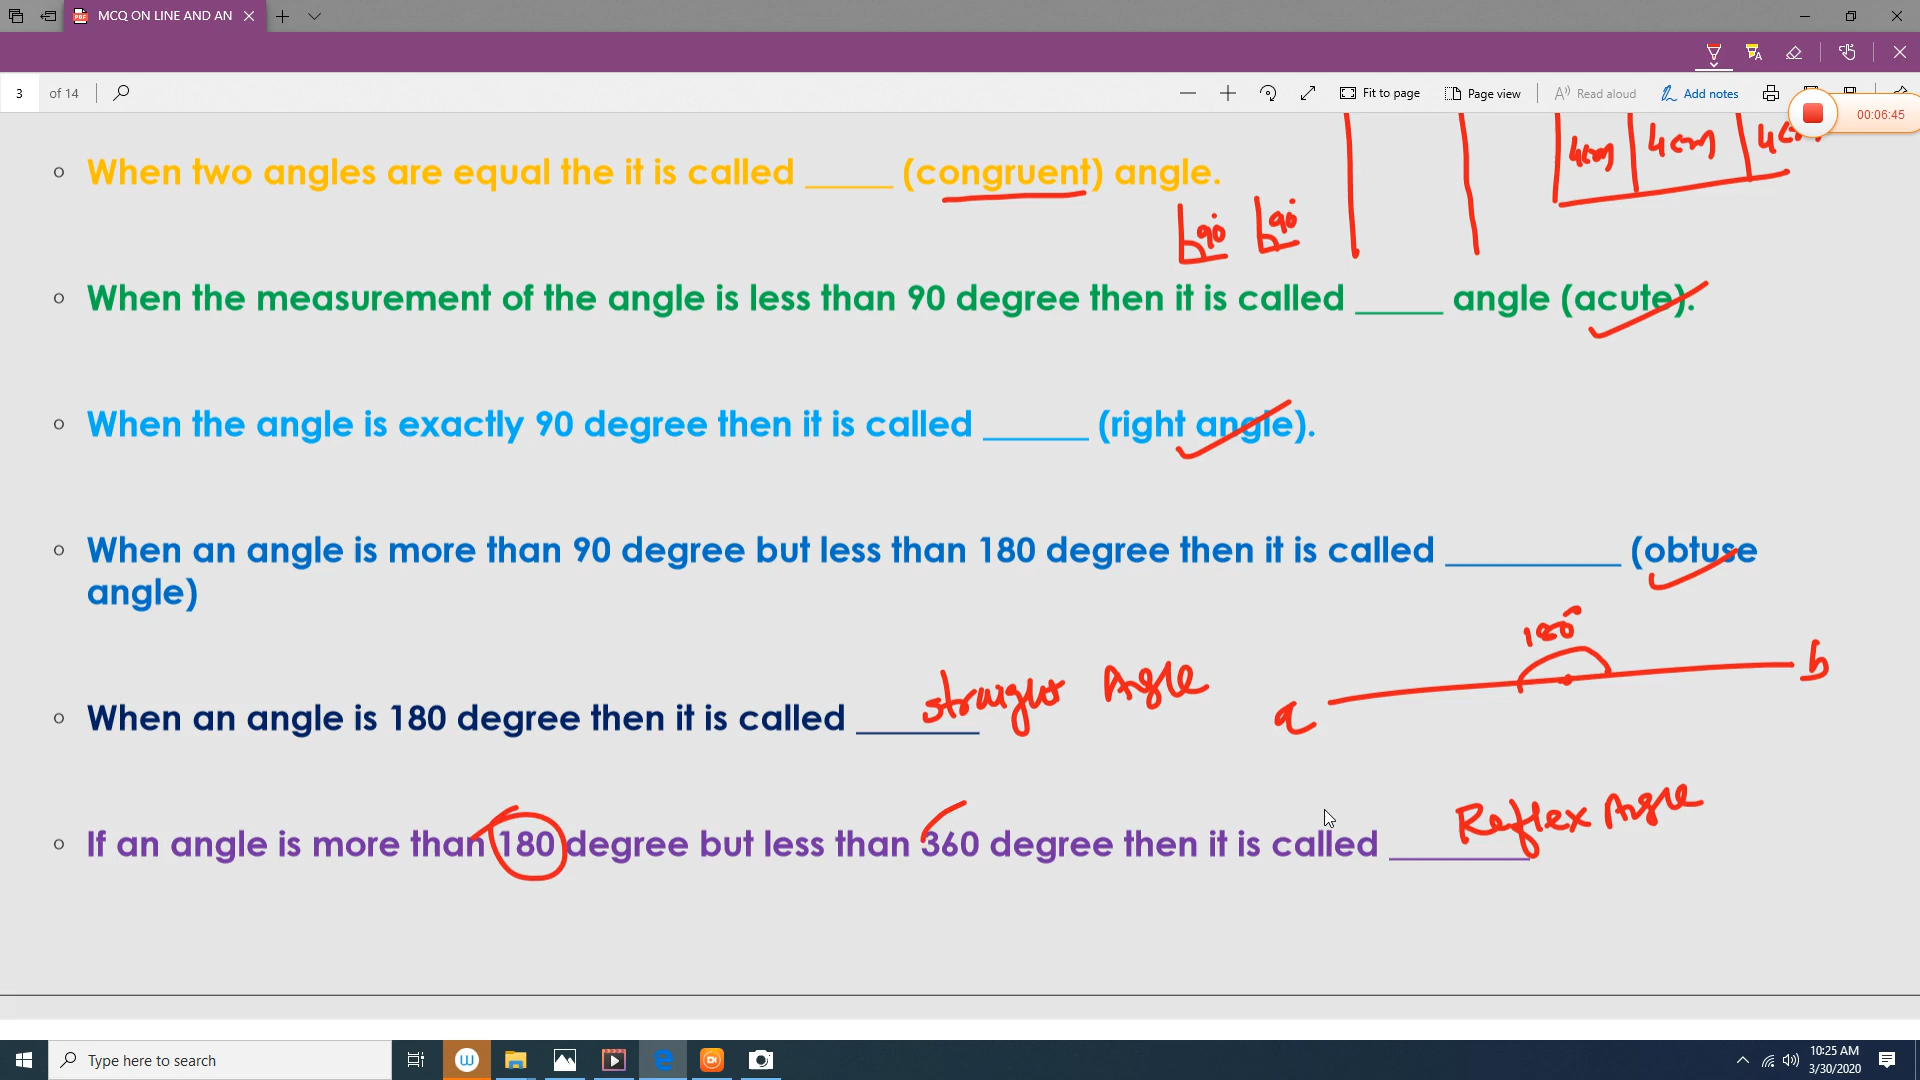 MCQ ON LINE AND AN
3 of 14
Fit to page
Page view
Read aloud
Add notes
00:06:45
4cm 4cm
When two angles are equal the it is called _____ (congruent) angle.
90° 90°
When the measurement of the angle is less than 90 degree then it is called _____ angle (acute).
When the angle is exactly 90 degree then it is called ______ (right angle).
When an angle is more than 90 degree but less than 180 degree then it is called __________ (obtuse
angle)
180°
a b
straight Angle
When an angle is 180 degree then it is called _______
Reflex Angle
If an angle is more than 180 degree but less than 360 degree then it is called ________
Type here to search
10:25 AM
3/30/2020